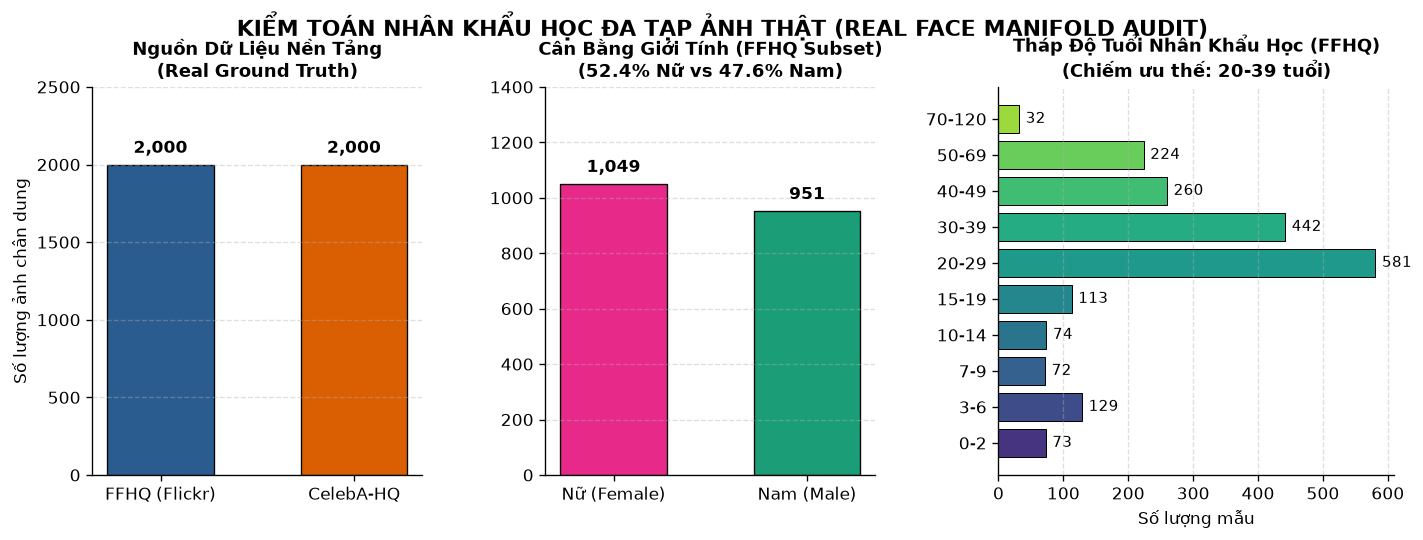 KIỂM TOÁN NHÂN KHẨU HỌC ĐA TẠP ẢNH THẬT (REAL FACE MANIFOLD AUDIT)
Nguồn Dữ Liệu Nền Tảng
(Real Ground Truth)
2500
2000
1500
1000
500
0
Số lượng ảnh chân dung
2,000
2,000
FFHQ (Flickr)
CelebA-HQ
Cân Bằng Giới Tính (FFHQ Subset)
(52.4% Nữ vs 47.6% Nam)
1400
1200
1000
800
600
400
200
0
1,049
951
Nữ (Female)
Nam (Male)
Tháp Độ Tuổi Nhân Khẩu Học (FFHQ)
(Chiếm ưu thế: 20-39 tuổi)
70-120 32
50-69 224
40-49 260
30-39 442
20-29 581
15-19 113
10-14 74
7-9 72
3-6 129
0-2 73
0 100 200 300 400 500 600
Số lượng mẫu